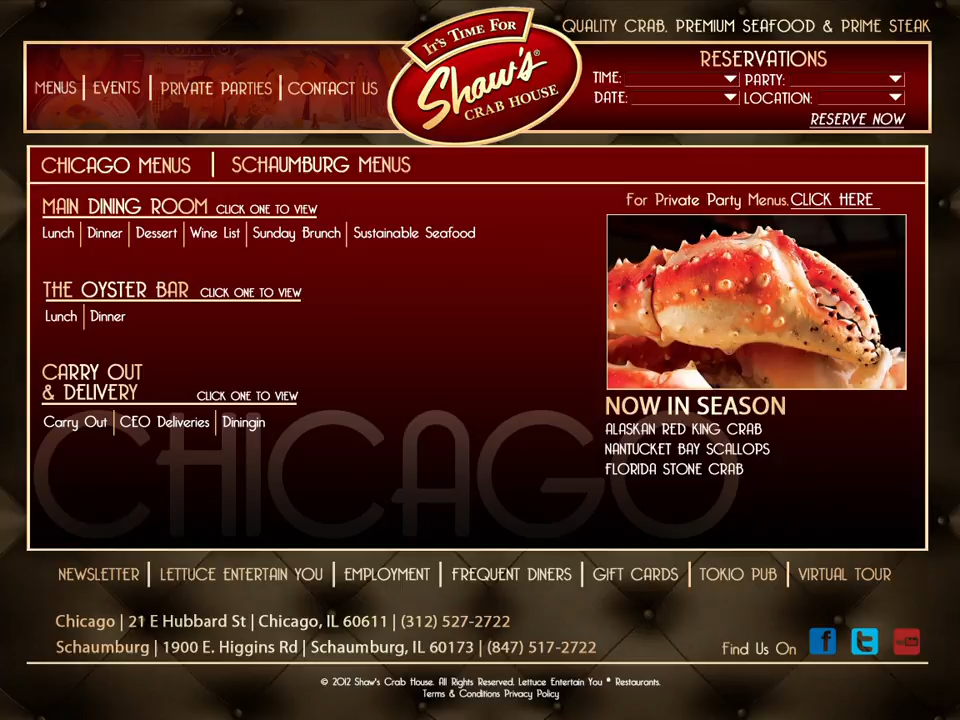 QUALITY CRAB, PREMIUM SEAFOOD & PRIME STEAK
IT'S TIME FOR
Shaw's®
CRAB HOUSE
MENUS | EVENTS | PRIVATE PARTIES | CONTACT US
RESERVATIONS
TIME: PARTY:
DATE: LOCATION:
RESERVE NOW
CHICAGO MENUS | SCHAUMBURG MENUS
MAIN DINING ROOM CLICK ONE TO VIEW
Lunch | Dinner | Dessert | Wine List | Sunday Brunch | Sustainable Seafood
For Private Party Menus, CLICK HERE
THE OYSTER BAR CLICK ONE TO VIEW
Lunch | Dinner
CARRY OUT
& DELIVERY CLICK ONE TO VIEW
Carry Out | CEO Deliveries | Diningin
NOW IN SEASON
ALASKAN RED KING CRAB
NANTUCKET BAY SCALLOPS
FLORIDA STONE CRAB
CHICAGO
NEWSLETTER | LETTUCE ENTERTAIN YOU | EMPLOYMENT | FREQUENT DINERS | GIFT CARDS | TOKIO PUB | VIRTUAL TOUR
Chicago | 21 E Hubbard St | Chicago, IL 60611 | (312) 527-2722
Schaumburg | 1900 E. Higgins Rd | Schaumburg, IL 60173 | (847) 517-2722
Find Us On
© 2012 Shaw's Crab House. All Rights Reserved. Lettuce Entertain You ® Restaurants.
Terms & Conditions Privacy Policy